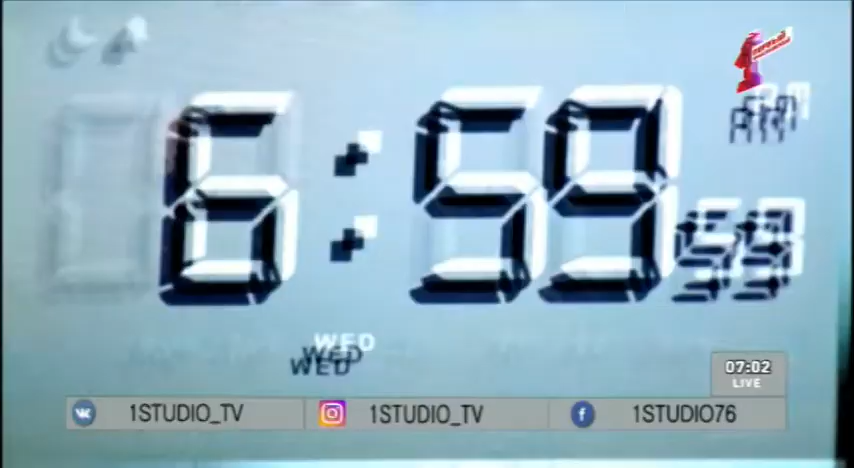 AM
6:59 59
WED
07:02
LIVE
1STUDIO_TV
1STUDIO_TV
1STUDIO76